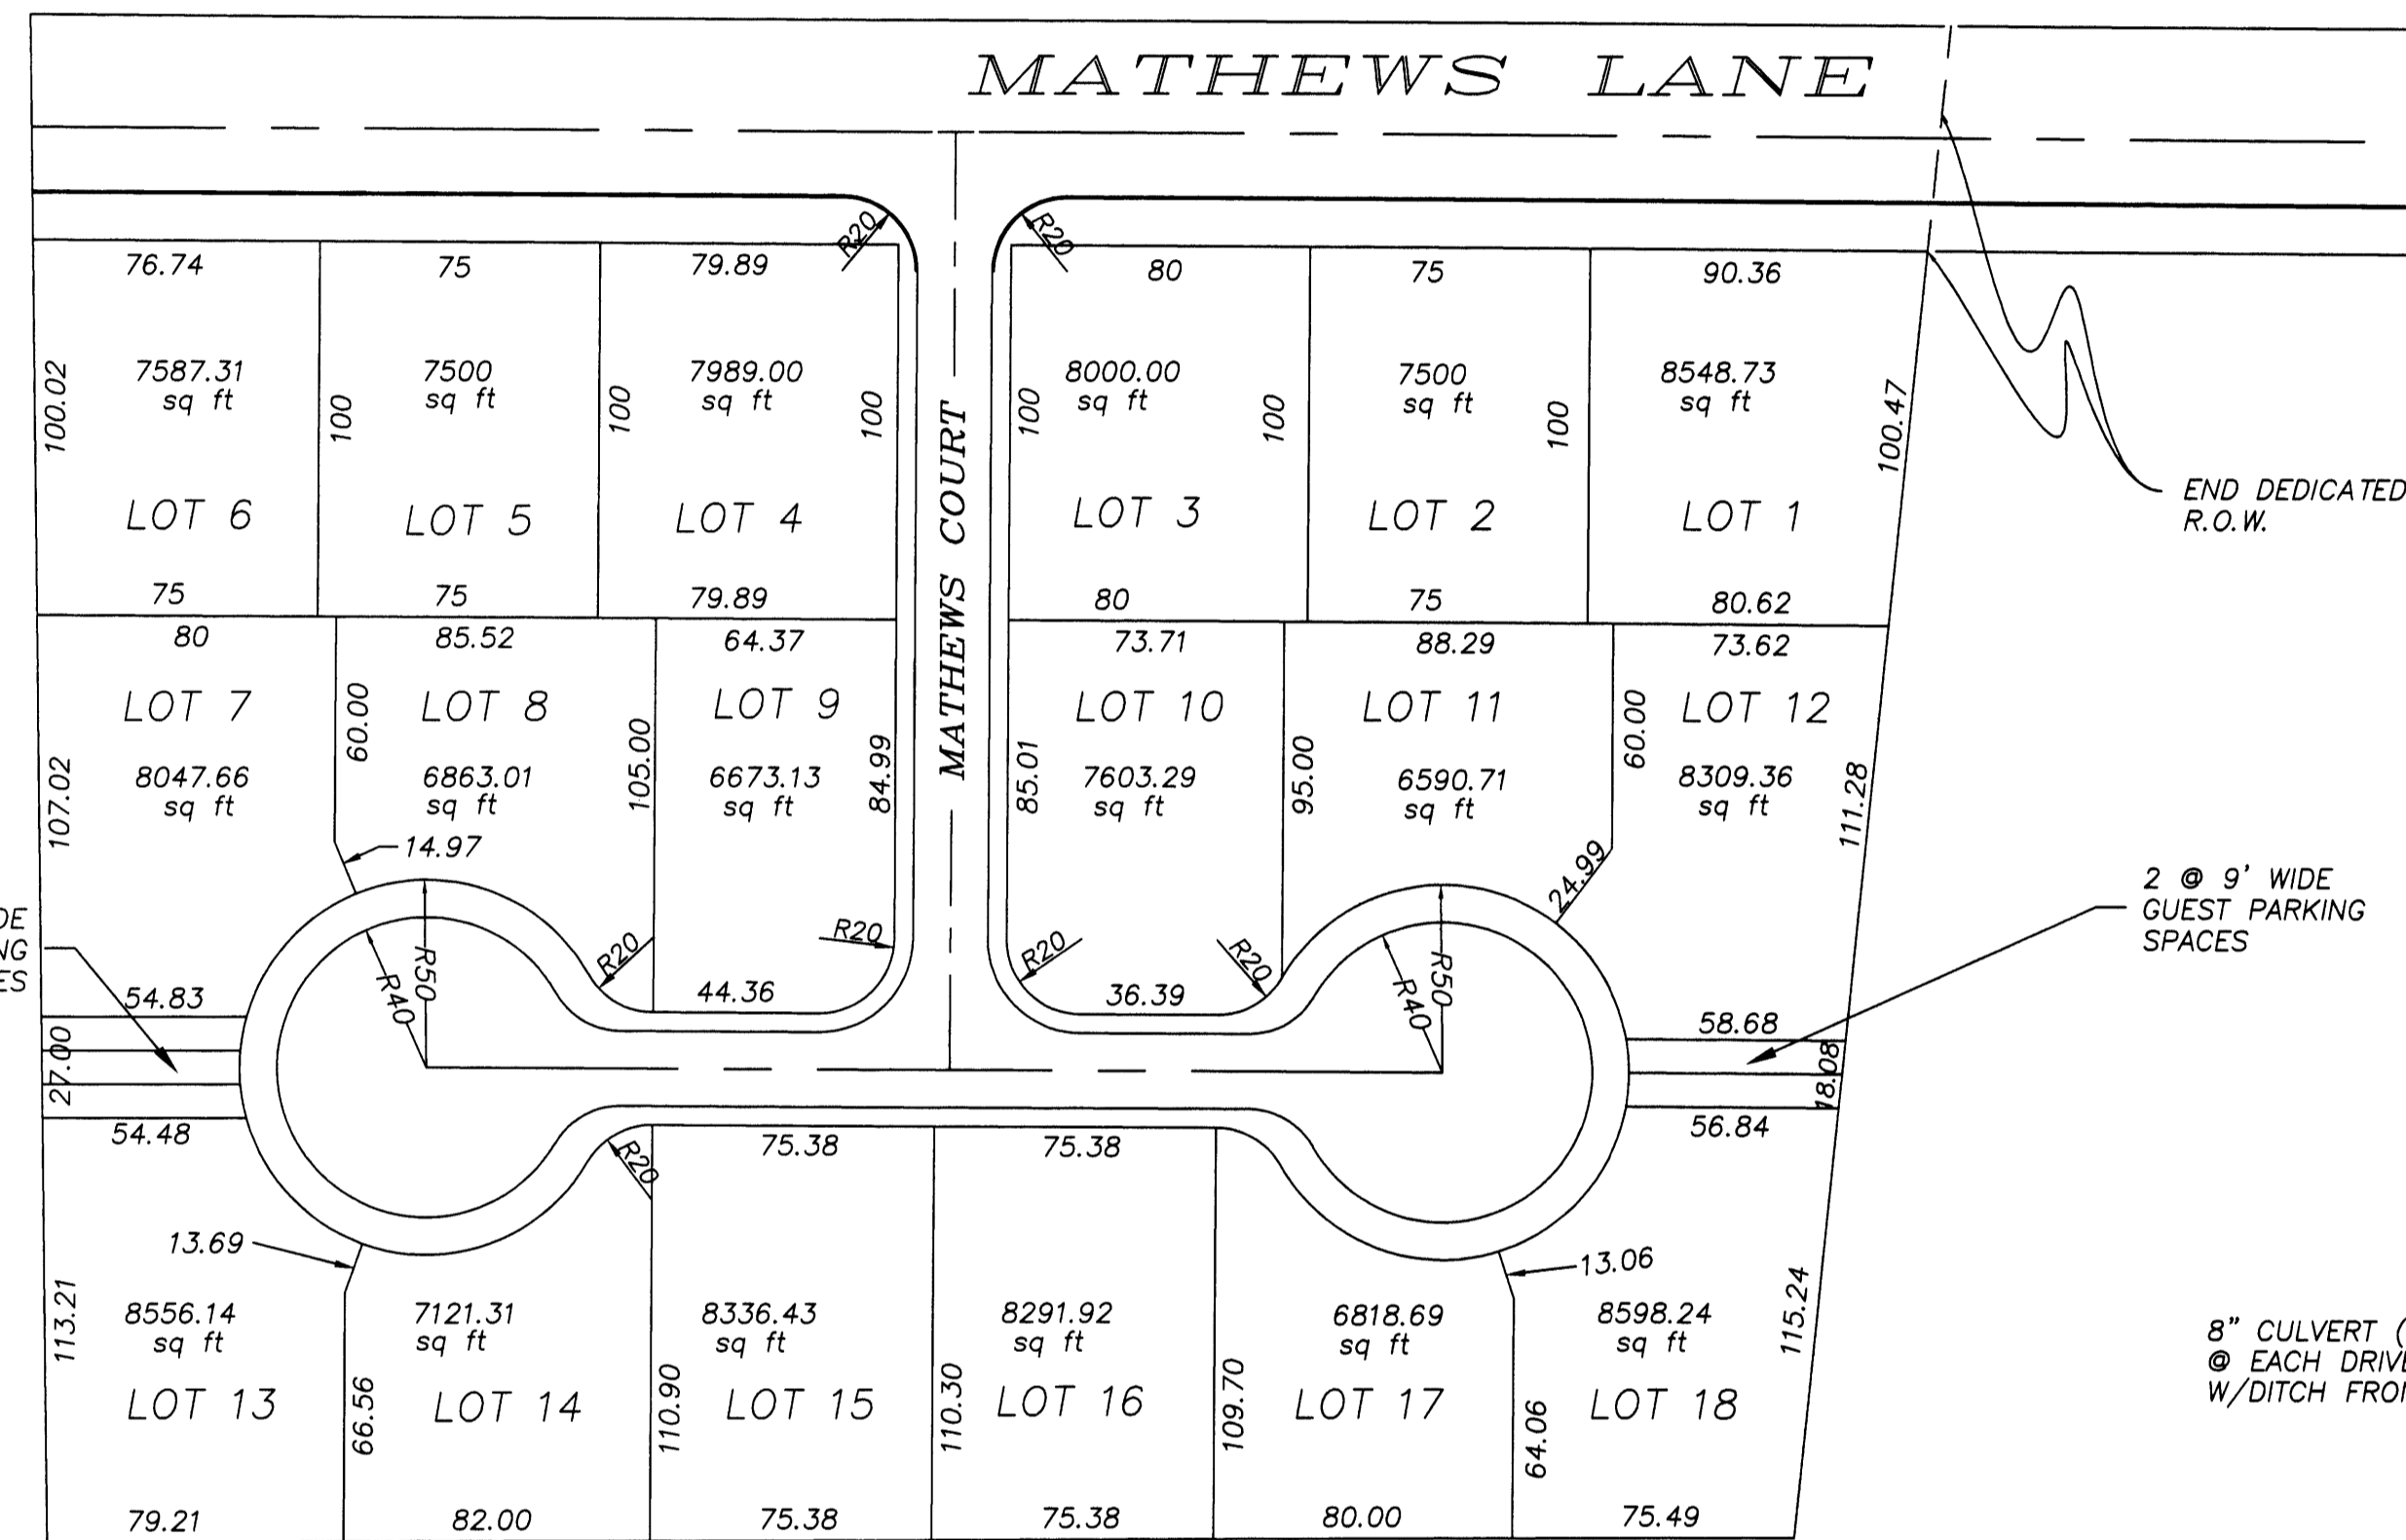 MATHEWS LANE
R20
R20
76.74
75
79.89
80
75
90.36
7587.31
sq ft
7500
sq ft
7989.00
sq ft
8000.00
sq ft
7500
sq ft
8548.73
sq ft
100.02
100
100
100
100
100
100
100.47
MATHEWS COURT
LOT 6
LOT 5
LOT 4
LOT 3
LOT 2
LOT 1
END DEDICATED
R.O.W.
75
75
79.89
80
75
80.62
80
85.52
64.37
73.71
88.29
73.62
LOT 7
LOT 8
LOT 9
LOT 10
LOT 11
LOT 12
60.00
60.00
8047.66
sq ft
6863.01
sq ft
6673.13
sq ft
7603.29
sq ft
6590.71
sq ft
8309.36
sq ft
107.02
105.00
84.99
85.01
95.00
111.28
14.97
24.99
2 @ 9' WIDE
GUEST PARKING
SPACES
DE
NG
ES
R20
R20
R20
R20
R50
R40
R50
R40
54.83
44.36
36.39
58.68
27.00
18.08
54.48
75.38
75.38
56.84
R20
13.69
13.06
113.21
115.24
8556.14
sq ft
7121.31
sq ft
8336.43
sq ft
8291.92
sq ft
6818.69
sq ft
8598.24
sq ft
8" CULVERT (
@ EACH DRIVE
W/DITCH FRON
LOT 13
LOT 14
LOT 15
LOT 16
LOT 17
LOT 18
66.56
110.90
110.30
109.70
64.06
79.21
82.00
75.38
75.38
80.00
75.49